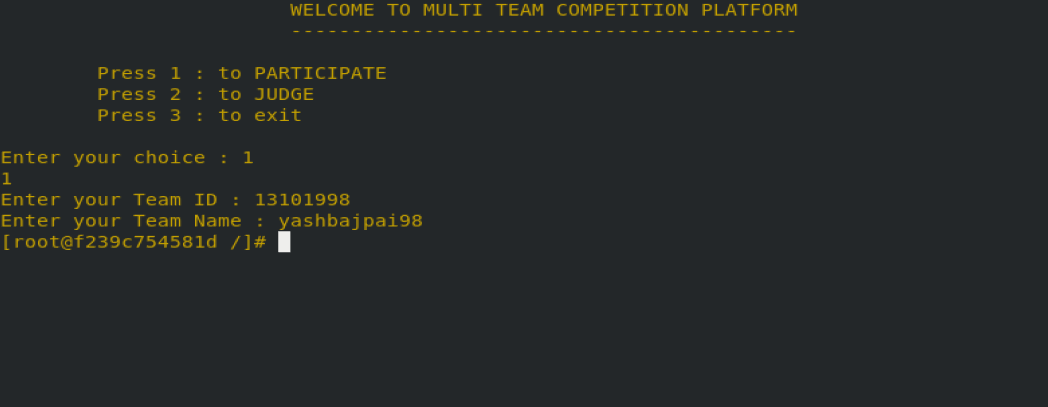 WELCOME TO MULTI TEAM COMPETITION PLATFORM
------------------------------------------
Press 1 : to PARTICIPATE
Press 2 : to JUDGE
Press 3 : to exit
Enter your choice : 1
1
Enter your Team ID : 13101998
Enter your Team Name : yashbajpai98
[root@f239c754581d /]#